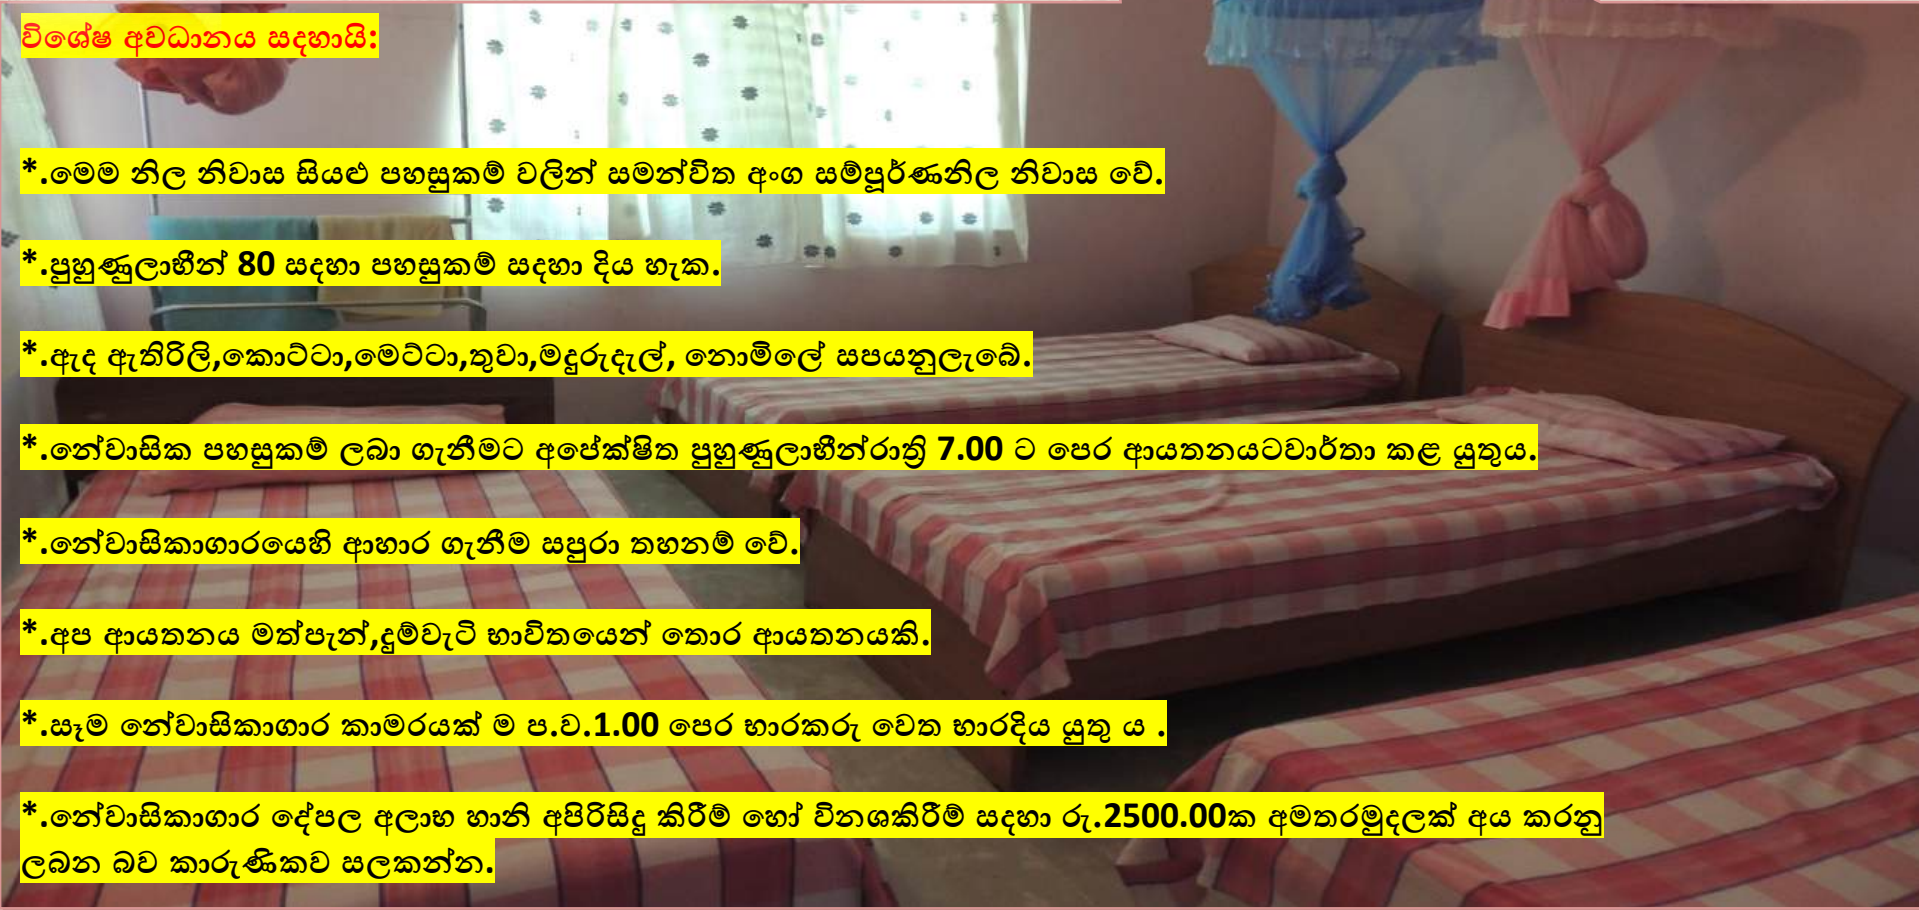 විශේෂ අවධානය සදහායි:
*.මෙම නිල නිවාස සියළු පහසුකම් වලින් සමන්විත අංග සම්පූර්ණනිල නිවාස වේ.
*.පුහුණුලාභීන් 80 සදහා පහසුකම් සදහා දිය හැක.
*.ඇද ඇතිරිලි,කොට්ටා,මෙට්ටා,තුවා,මදුරුදැල්, නොමිලේ සපයනුලැබේ.
*.නේවාසික පහසුකම් ලබා ගැනීමට අපේක්ෂිත පුහුණුලාභීන්රාත්‍රි 7.00 ට පෙර ආයතනයටවාර්තා කළ යුතුය.
*.නේවාසිකාගාරයෙහි ආහාර ගැනීම සපුරා තහනම් වේ.
*.අප ආයතනය මත්පැන්,දුම්වැටි භාවිතයෙන් තොර ආයතනයකි.
*.සෑම නේවාසිකාගාර කාමරයක් ම ප.ව.1.00 පෙර භාරකරු වෙත භාරදිය යුතු ය .
*.නේවාසිකාගාර දේපල අලාභ හානි අපිරිසිදු කිරීම් හෝ විනශකිරීම් සදහා රු.2500.00ක අමතරමුදලක් අය කරනු
ලබන බව කාරුණිකව සලකන්න.